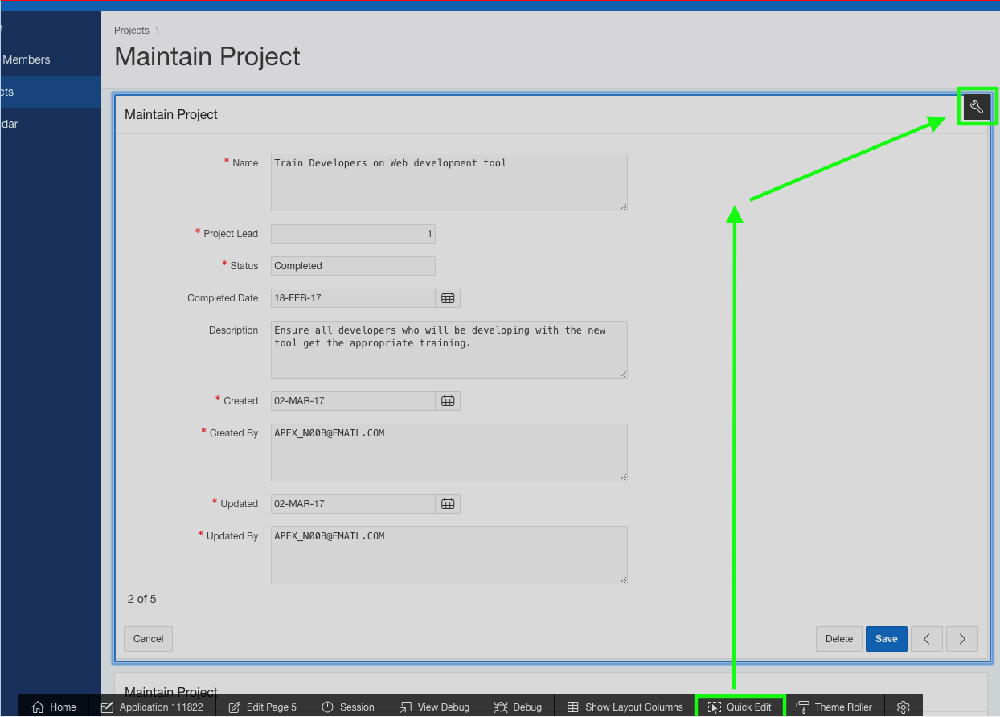 Projects \
Maintain Project
Members
cts
dar
Maintain Project
* Name
Train Developers on Web development tool
* Project Lead
1
* Status
Completed
Completed Date
18-FEB-17
Description
Ensure all developers who will be developing with the new
tool get the appropriate training.
* Created
02-MAR-17
* Created By
APEX_N00B@EMAIL.COM
* Updated
02-MAR-17
* Updated By
APEX_N00B@EMAIL.COM
2 of 5
Cancel
Delete
Save
Maintain Project
Home
Application 111822
Edit Page 5
Session
View Debug
Debug
Show Layout Columns
Quick Edit
Theme Roller